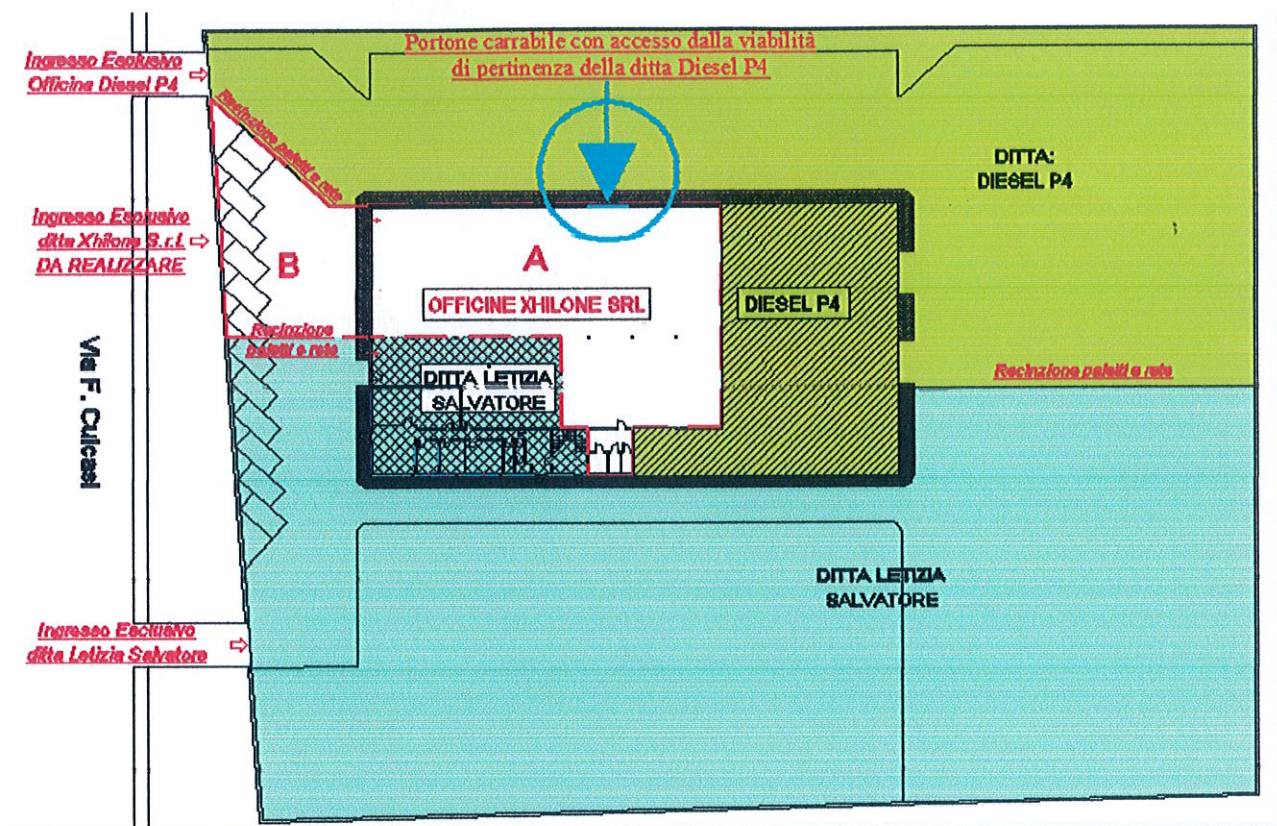 Portone carrabile con accesso dalla viabilità
di pertinenza della ditta Diesel P4
Ingresso Esclusivo
Officina Diesel P4
Recinzione paletti e rete
DITTA:
DIESEL P4
Ingresso Esclusivo
ditta Xhilone S.r.l.
DA REALIZZARE
B
A
OFFICINE XHILONE SRL
DIESEL P4
Recinzione
paletti e rete
DITTA LETIZIA
SALVATORE
Recinzione paletti e rete
Via F. Culcasi
DITTA LETIZIA
SALVATORE
Ingresso Esclusivo
ditta Letizia Salvatore